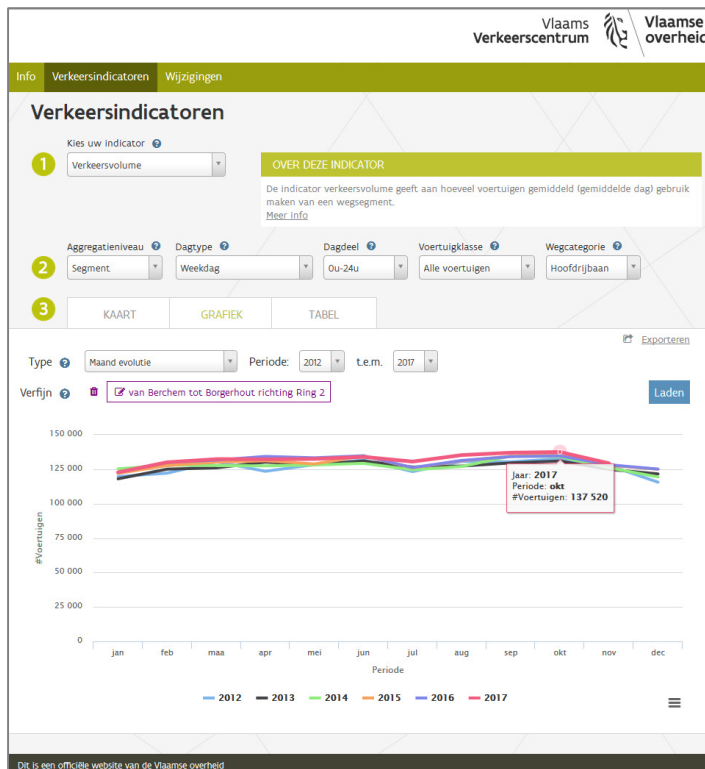 Vlaams
Verkeerscentrum
Vlaamse
overheid
Info Verkeersindicatoren Wijzigingen
Verkeersindicatoren
Kies uw indicator ?
1 Verkeersvolume
OVER DEZE INDICATOR
De indicator verkeersvolume geeft aan hoeveel voertuigen gemiddeld (gemiddelde dag) gebruik
maken van een wegsegment.
Meer info
Aggregatieniveau ? Dagtype ? Dagdeel ? Voertuigklasse ? Wegcategorie ?
2 Segment Weekdag 0u-24u Alle voertuigen Hoofdrijbaan
3 KAART GRAFIEK TABEL
Exporteren
Type ? Maand evolutie Periode: 2012 t.e.m. 2017
Verfijn ? van Berchem tot Borgerhout richting Ring 2 Laden
150 000
125 000
100 000
75 000
50 000
25 000
0
#Voertuigen
Jaar: 2017
Periode: okt
#Voertuigen: 137 520
jan feb maa apr mei jun jul aug sep okt nov dec
Periode
2012 2013 2014 2015 2016 2017
Dit is een officiële website van de Vlaamse overheid